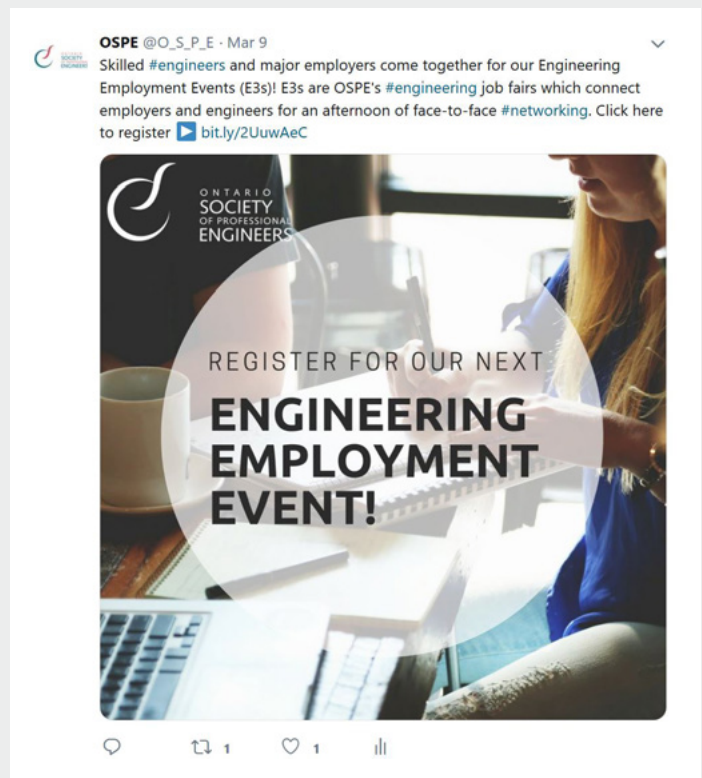 OSPE @O_S_P_E · Mar 9
Skilled #engineers and major employers come together for our Engineering
Employment Events (E3s)! E3s are OSPE's #engineering job fairs which connect
employers and engineers for an afternoon of face-to-face #networking. Click here
to register ▶ bit.ly/2UuwAeC
ONTARIO
SOCIETY
OF PROFESSIONAL
ENGINEERS
REGISTER FOR OUR NEXT
ENGINEERING
EMPLOYMENT
EVENT!
1 1